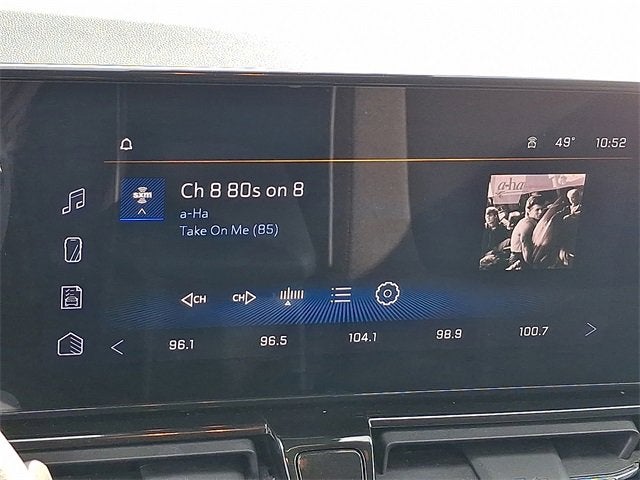 49° 10:52
sxm
Ch 8 80s on 8
a-Ha
Take On Me (85)
a-ha
CH CH
96.1 96.5 104.1 98.9 100.7